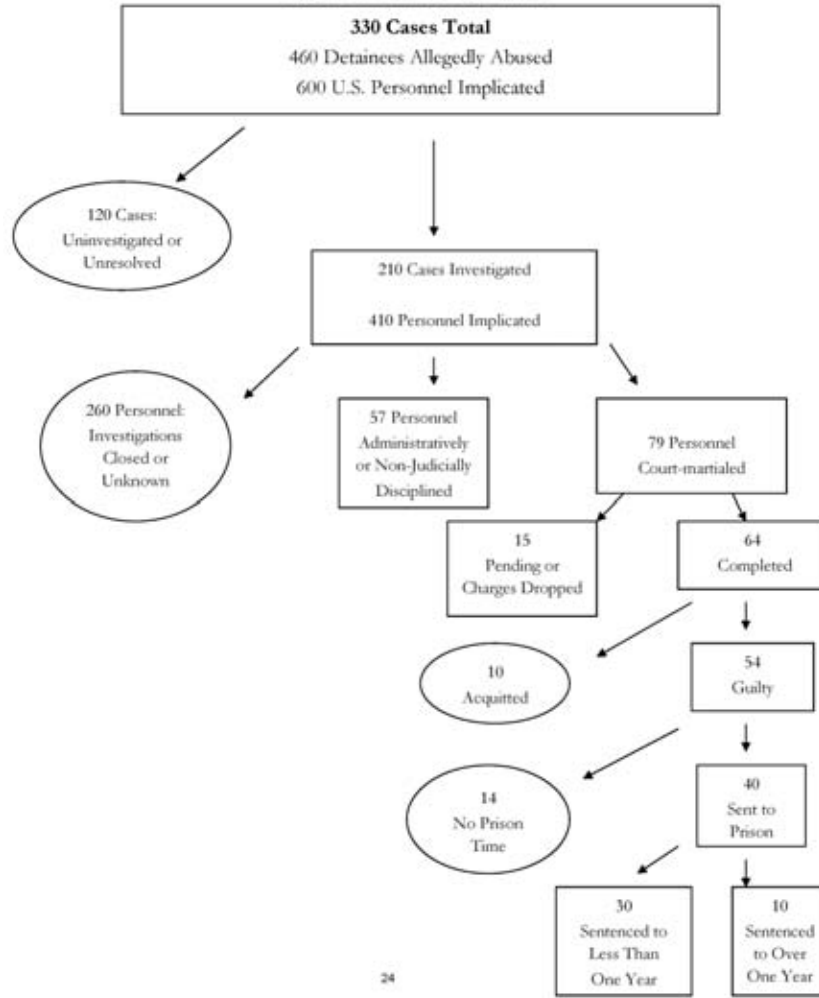 330 Cases Total
460 Detainees Allegedly Abused
600 U.S. Personnel Implicated
120 Cases:
Uninvestigated or
Unresolved
210 Cases Investigated
410 Personnel Implicated
260 Personnel:
Investigations
Closed or
Unknown
57 Personnel
Administratively
or Non-Judicially
Disciplined
79 Personnel
Court-martialed
15
Pending or
Charges Dropped
64
Completed
10
Acquitted
54
Guilty
14
No Prison
Time
40
Sent to
Prison
30
Sentenced to
Less Than
One Year
10
Sentenced
to Over
One Year
24